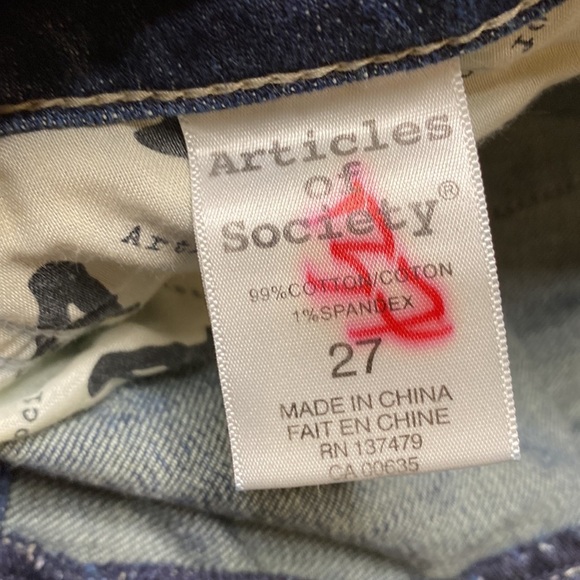 Articles
of
Society®
99%COTTON/COTON
1%SPANDEX
27
MADE IN CHINA
FAIT EN CHINE
RN 137479
CA 00635